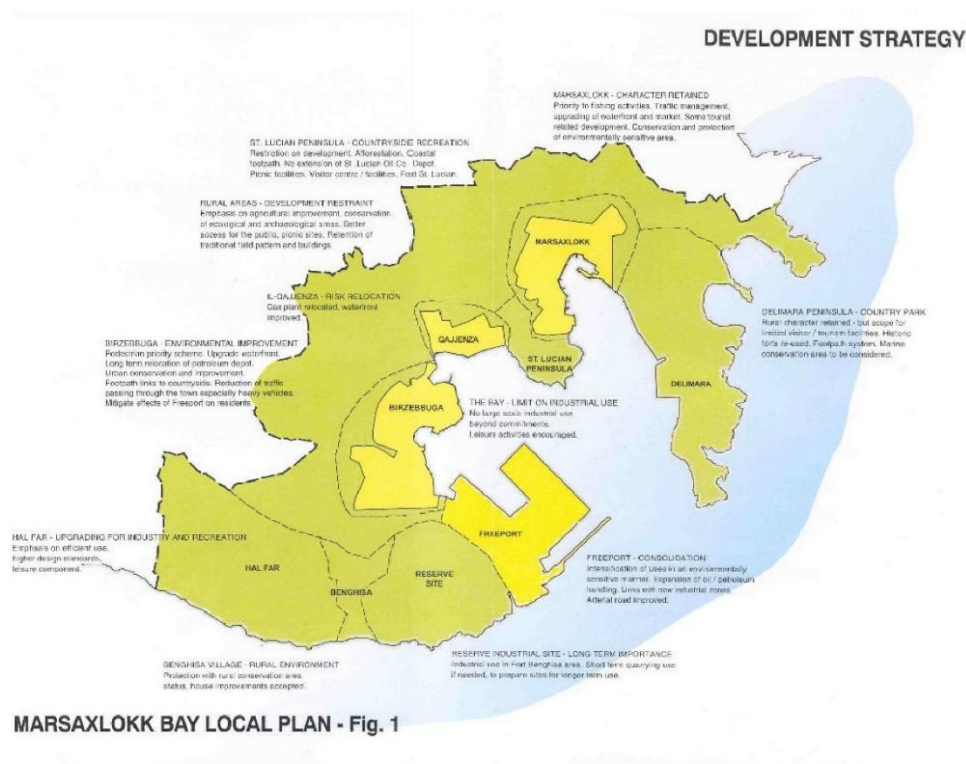 DEVELOPMENT STRATEGY
MARSAXLOKK - CHARACTER RETAINED
Priority to fishing activities. Traffic management,
upgrading of waterfront and market. Some tourist
related development. Conservation and protection
of environmentally sensitive area.
ST. LUCIAN PENINSULA - COUNTRYSIDE RECREATION
Restriction on development. Afforestation. Coastal
footpath. No extension of St. Lucian Oil Co. Depot.
Picnic facilities. Visitor centre / facilities, Fort St. Lucian.
RURAL AREAS - DEVELOPMENT RESTRAINT
Emphasis on agricultural improvement, conservation
of ecological and archaeological areas. Better
access for the public, picnic sites. Retention of
traditional field pattern and buildings.
MARSAXLOKK
IL-QAJJENZA - RISK RELOCATION
Gas plant relocated, waterfront
improved.
DELIMARA PENINSULA - COUNTRY PARK
Rural character retained - but scope for
limited visitor / tourism facilities. Historic
forts re-used. Footpath system. Marine
conservation area to be considered.
QAJJENZA
BIRZEBBUGA - ENVIRONMENTAL IMPROVEMENT
Pedestrian priority scheme. Upgrade waterfront.
Long term relocation of petroleum depot.
Urban conservation and improvement.
Footpath links to countryside. Reduction of traffic
passing through the town especially heavy vehicles.
Mitigate effects of Freeport on residents.
ST LUCIAN
PENINSULA
DELIMARA
BIRZEBBUGA
THE BAY - LIMIT ON INDUSTRIAL USE
No large scale industrial use
beyond commitments.
Leisure activities encouraged.
HAL FAR - UPGRADING FOR INDUSTRY AND RECREATION
Emphasis on efficient use,
higher design standards,
leisure component.
FREEPORT
FREEPORT - CONSOLIDATION
Intensification of uses in an environmentally
sensitive manner. Expansion of oil / petroleum
handling. Links with new industrial zones.
Arterial road improved.
HAL FAR
BENGHISA
RESERVE
SITE
BENGHISA VILLAGE - RURAL ENVIRONMENT
Protection with rural conservation area
status, house improvements accepted.
RESERVE INDUSTRIAL SITE - LONG TERM IMPORTANCE
Industrial use in Fort Benghisa area. Short term quarrying use
if needed, to prepare sites for longer term use.
MARSAXLOKK BAY LOCAL PLAN - Fig. 1